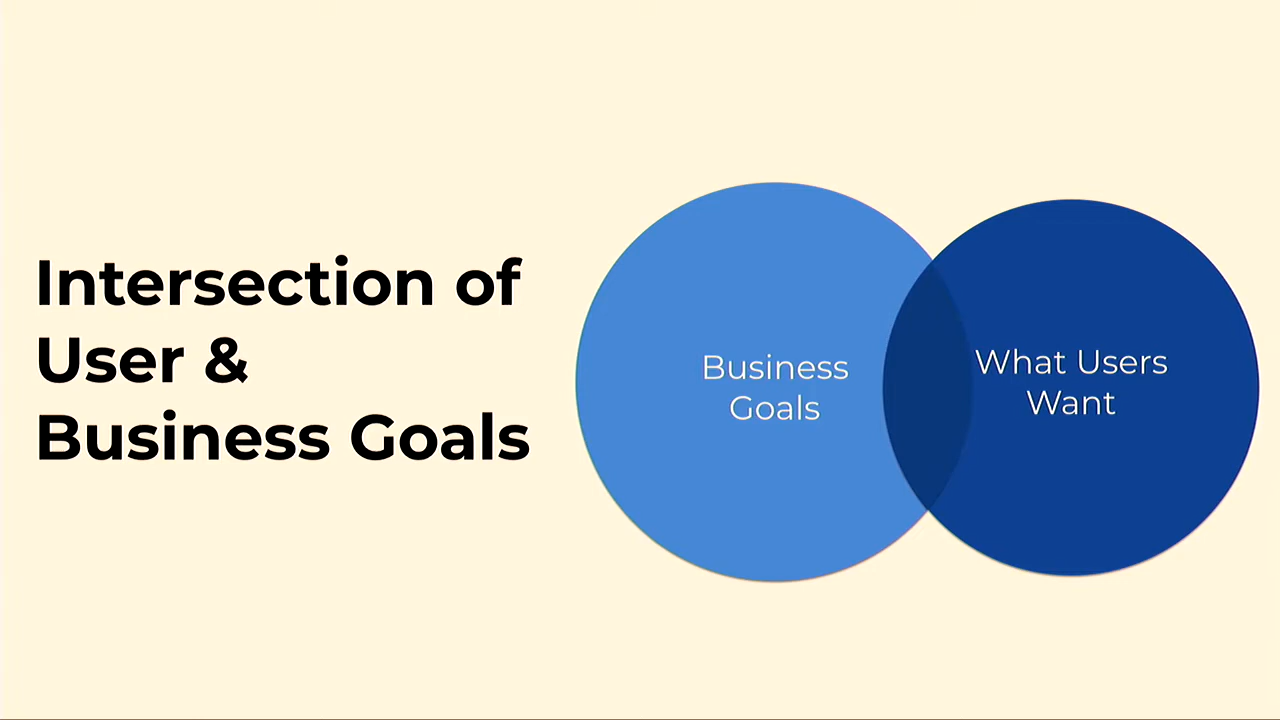 Intersection of
User &
Business Goals
Business
Goals
What Users
Want